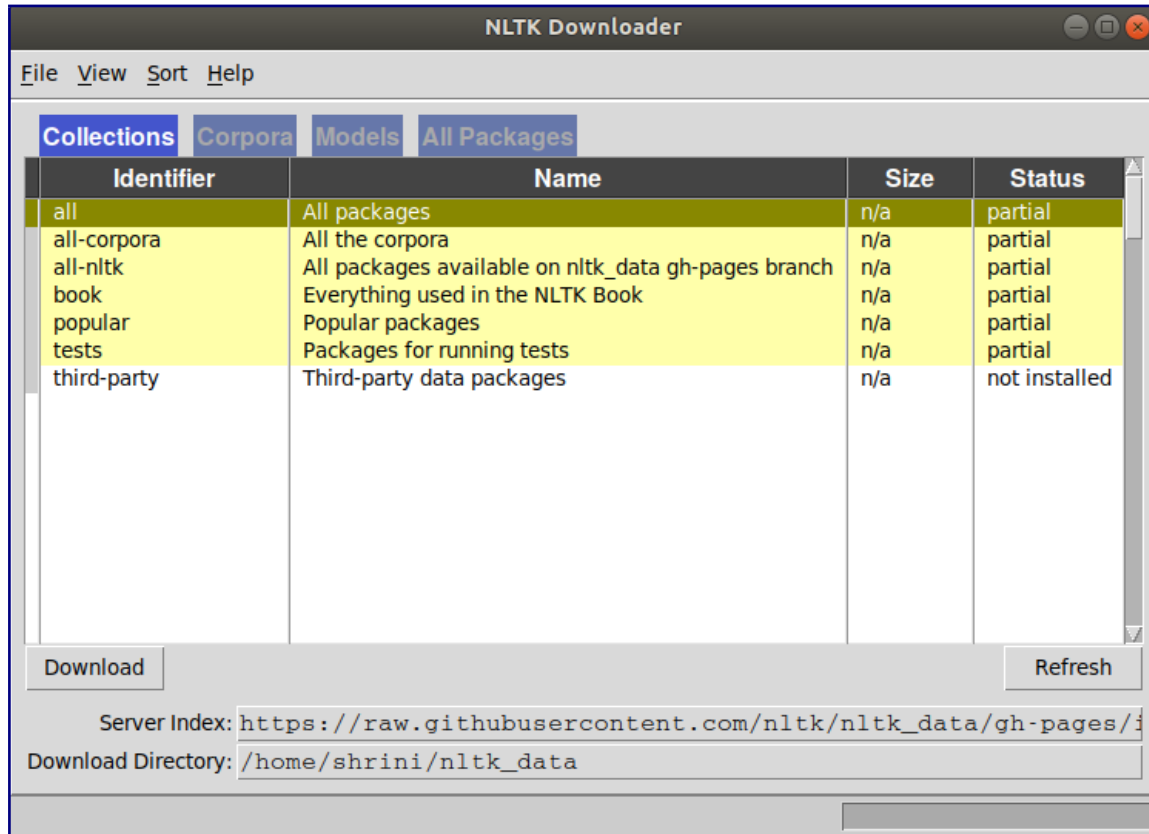 NLTK Downloader
File View Sort Help
Collections Corpora Models All Packages
Identifier Name Size Status
all All packages n/a partial
all-corpora All the corpora n/a partial
all-nltk All packages available on nltk_data gh-pages branch n/a partial
book Everything used in the NLTK Book n/a partial
popular Popular packages n/a partial
tests Packages for running tests n/a partial
third-party Third-party data packages n/a not installed
Download Refresh
Server Index: https://raw.githubusercontent.com/nltk/nltk_data/gh-pages/i
Download Directory: /home/shrini/nltk_data